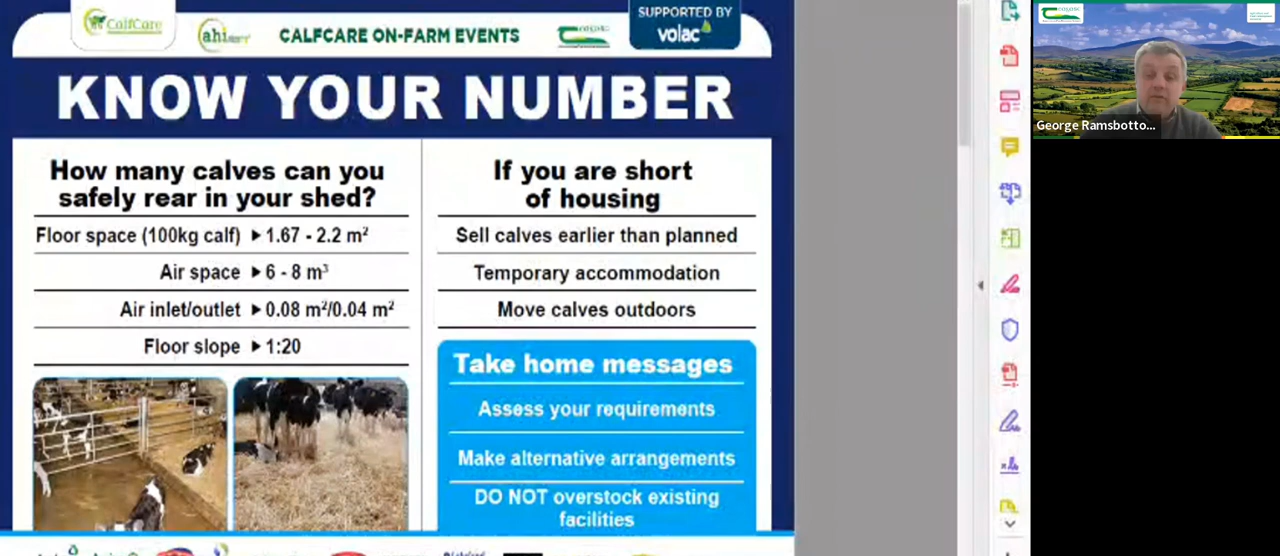 CalfCare
ahi
CALFCARE ON-FARM EVENTS
SUPPORTED BY
volac
KNOW YOUR NUMBER
How many calves can you
safely rear in your shed?
Floor space (100kg calf) ▶ 1.67 - 2.2 m²
Air space ▶ 6 - 8 m³
Air inlet/outlet ▶ 0.08 m²/0.04 m²
Floor slope ▶ 1:20
If you are short
of housing
Sell calves earlier than planned
Temporary accommodation
Move calves outdoors
Take home messages
Assess your requirements
Make alternative arrangements
DO NOT overstock existing
facilities
George Ramsbotto...